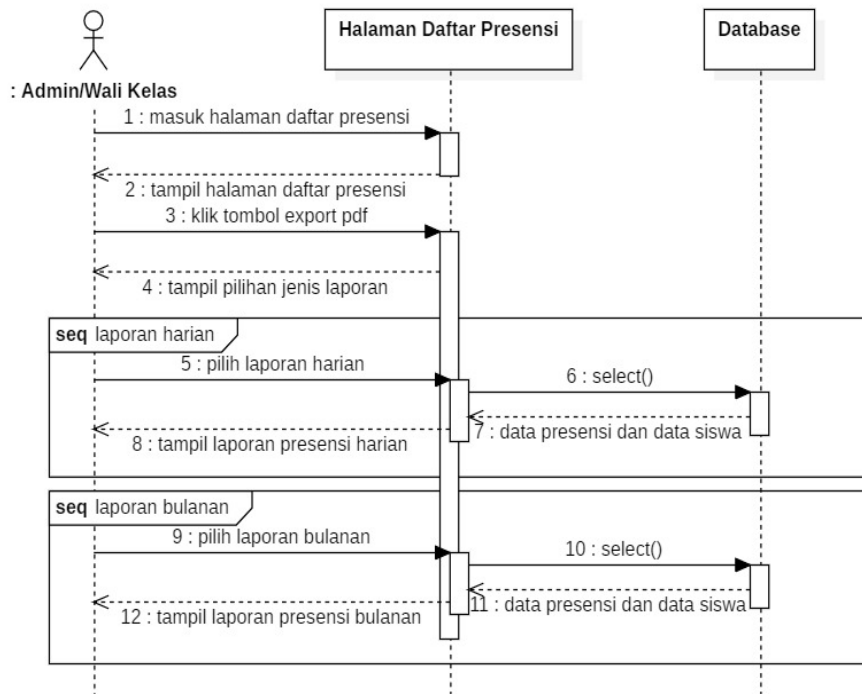 Halaman Daftar Presensi
Database
: Admin/Wali Kelas
1 : masuk halaman daftar presensi
2 : tampil halaman daftar presensi
3 : klik tombol export pdf
4 : tampil pilihan jenis laporan
seq laporan harian
5 : pilih laporan harian
6 : select()
7 : data presensi dan data siswa
8 : tampil laporan presensi harian
seq laporan bulanan
9 : pilih laporan bulanan
10 : select()
11 : data presensi dan data siswa
12 : tampil laporan presensi bulanan